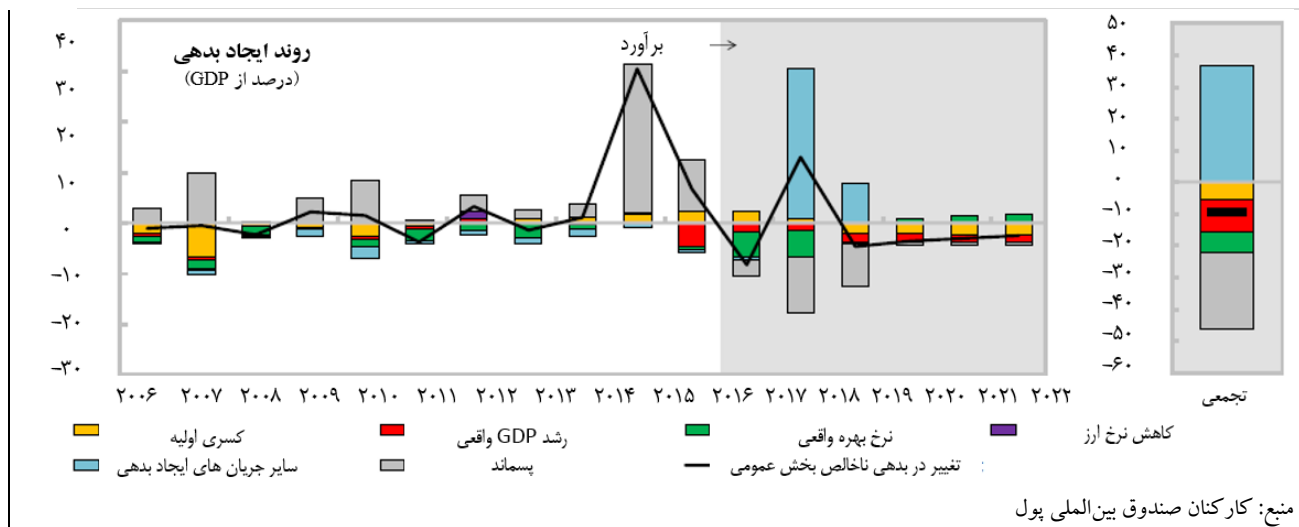 روند ایجاد بدهی
(درصد از GDP)
برآورد →
۴۰
۳۰
۲۰
۱۰
۰
-۱۰
-۲۰
-۳۰
۲۰۰۶ ۲۰۰۷ ۲۰۰۸ ۲۰۰۹ ۲۰۱۰ ۲۰۱۱ ۲۰۱۲ ۲۰۱۳ ۲۰۱۴ ۲۰۱۵ ۲۰۱۶ ۲۰۱۷ ۲۰۱۸ ۲۰۱۹ ۲۰۲۰ ۲۰۲۱ ۲۰۲۲
۵۰
۴۰
۳۰
۲۰
۱۰
۰
-۱۰
-۲۰
-۳۰
-۴۰
-۵۰
-۶۰
تجمعی
کسری اولیه
رشد GDP واقعی
نرخ بهره واقعی
کاهش نرخ ارز
سایر جریان های ایجاد بدهی
پسماند
تغییر در بدهی ناخالص بخش عمومی :
منبع: کارکنان صندوق بین‌المللی پول